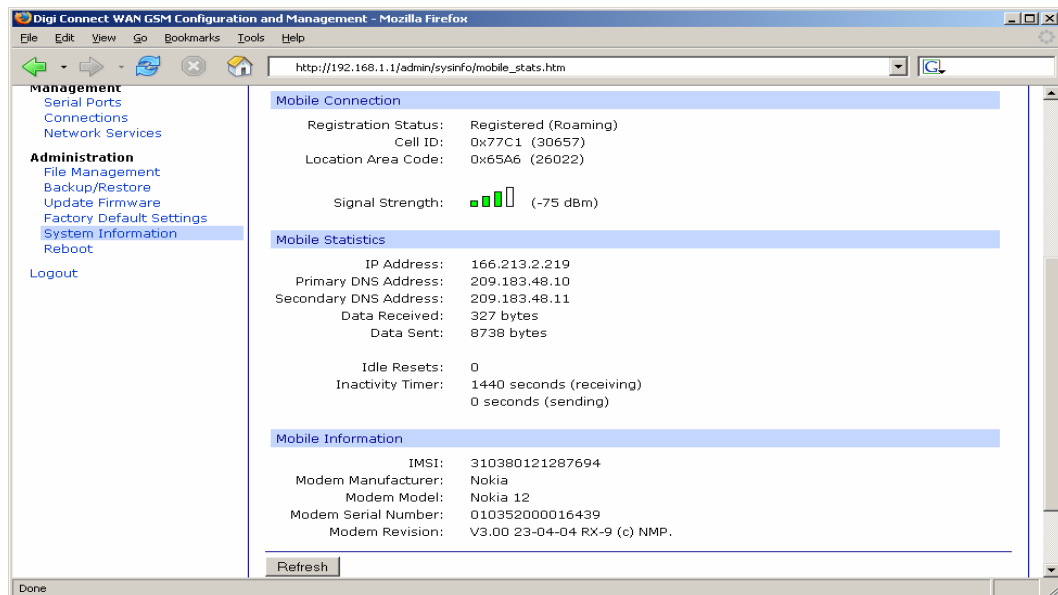 Digi Connect WAN GSM Configuration and Management - Mozilla Firefox
File Edit View Go Bookmarks Tools Help
http://192.168.1.1/admin/sysinfo/mobile_stats.htm
G
Management
Serial Ports
Connections
Network Services
Administration
File Management
Backup/Restore
Update Firmware
Factory Default Settings
System Information
Reboot
Logout
Mobile Connection
Registration Status: Registered (Roaming)
Cell ID: 0x77C1 (30657)
Location Area Code: 0x65A6 (26022)
Signal Strength: (-75 dBm)
Mobile Statistics
IP Address: 166.213.2.219
Primary DNS Address: 209.183.48.10
Secondary DNS Address: 209.183.48.11
Data Received: 327 bytes
Data Sent: 8738 bytes
Idle Resets: 0
Inactivity Timer: 1440 seconds (receiving)
0 seconds (sending)
Mobile Information
IMSI: 310380121287694
Modem Manufacturer: Nokia
Modem Model: Nokia 12
Modem Serial Number: 010352000016439
Modem Revision: V3.00 23-04-04 RX-9 (c) NMP.
Refresh
Done